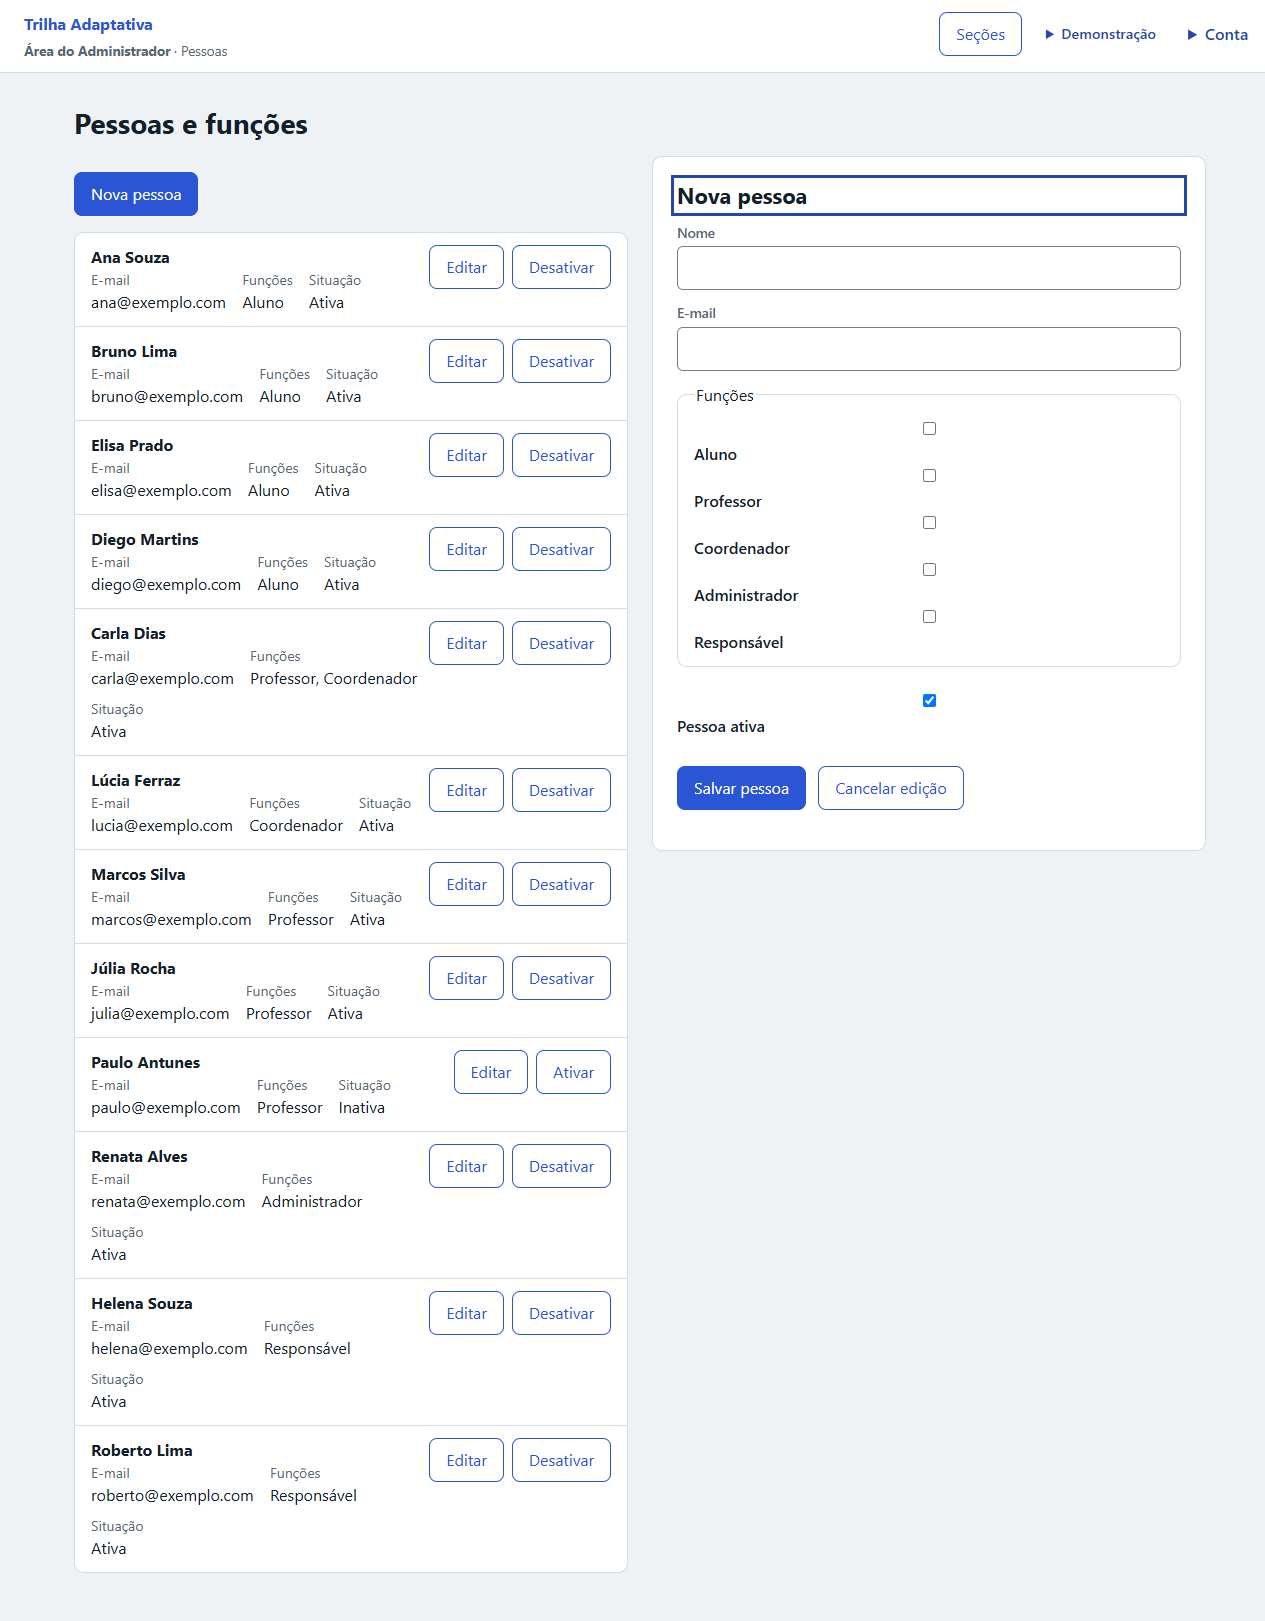 Trilha Adaptativa
Área do Administrador · Pessoas
Seções
Demonstração
Conta
Pessoas e funções
Nova pessoa
Ana Souza
E-mail Funções Situação
ana@exemplo.com Aluno Ativa
Editar Desativar
Bruno Lima
E-mail Funções Situação
bruno@exemplo.com Aluno Ativa
Editar Desativar
Elisa Prado
E-mail Funções Situação
elisa@exemplo.com Aluno Ativa
Editar Desativar
Diego Martins
E-mail Funções Situação
diego@exemplo.com Aluno Ativa
Editar Desativar
Carla Dias
E-mail Funções
carla@exemplo.com Professor, Coordenador
Situação
Ativa
Editar Desativar
Lúcia Ferraz
E-mail Funções Situação
lucia@exemplo.com Coordenador Ativa
Editar Desativar
Marcos Silva
E-mail Funções Situação
marcos@exemplo.com Professor Ativa
Editar Desativar
Júlia Rocha
E-mail Funções Situação
julia@exemplo.com Professor Ativa
Editar Desativar
Paulo Antunes
E-mail Funções Situação
paulo@exemplo.com Professor Inativa
Editar Ativar
Renata Alves
E-mail Funções
renata@exemplo.com Administrador
Situação
Ativa
Editar Desativar
Helena Souza
E-mail Funções
helena@exemplo.com Responsável
Situação
Ativa
Editar Desativar
Roberto Lima
E-mail Funções
roberto@exemplo.com Responsável
Situação
Ativa
Editar Desativar
Nova pessoa
Nome
E-mail
Funções
Aluno
Professor
Coordenador
Administrador
Responsável
Pessoa ativa
Salvar pessoa Cancelar edição